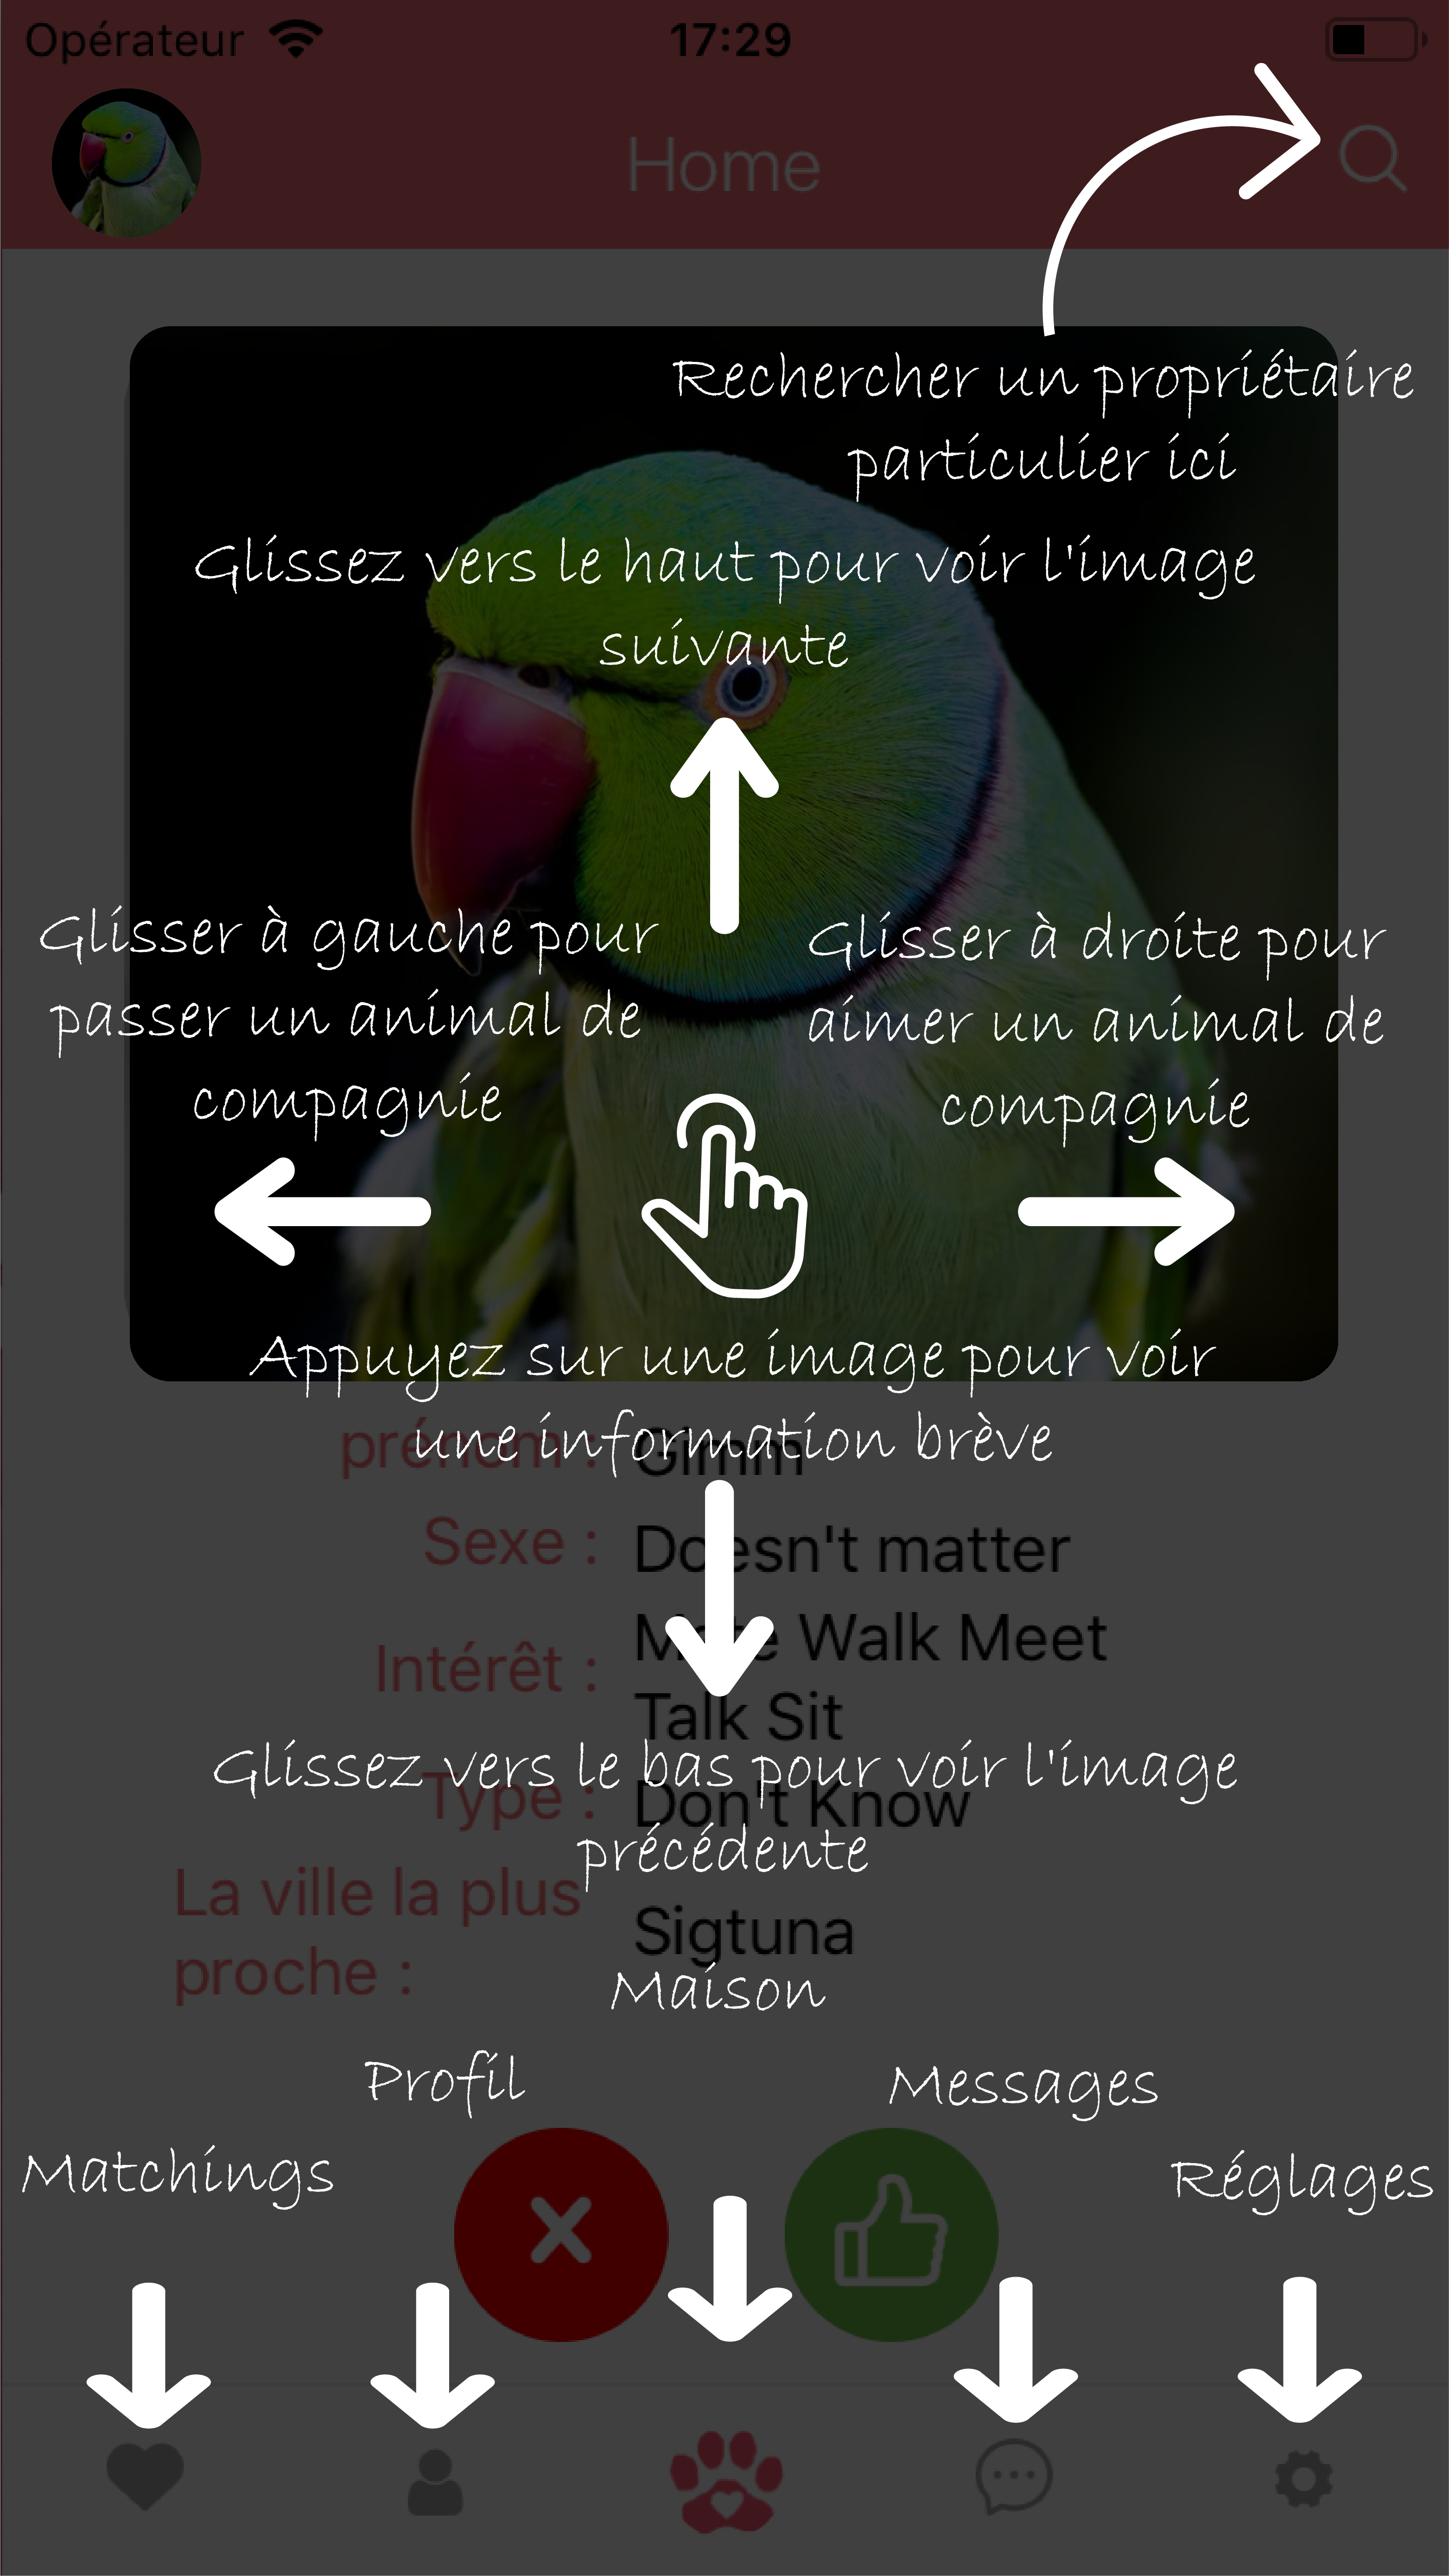 Opérateur 17:29
Home
Rechercher un propriétaire
particulier ici
Glissez vers le haut pour voir l'image
suivante
Glisser à gauche pour
passer un animal de
compagnie
Glisser à droite pour
aimer un animal de
compagnie
Appuyez sur une image pour voir
une information brève
prénom : Gimm
Sexe : Doesn't matter
Intérêt : Mate Walk Meet
Talk Sit
Glissez vers le bas pour voir l'image
précédente
Type : Don't Know
La ville la plus
proche : Sigtuna
Maison
Profil
Messages
Matchings
Réglages